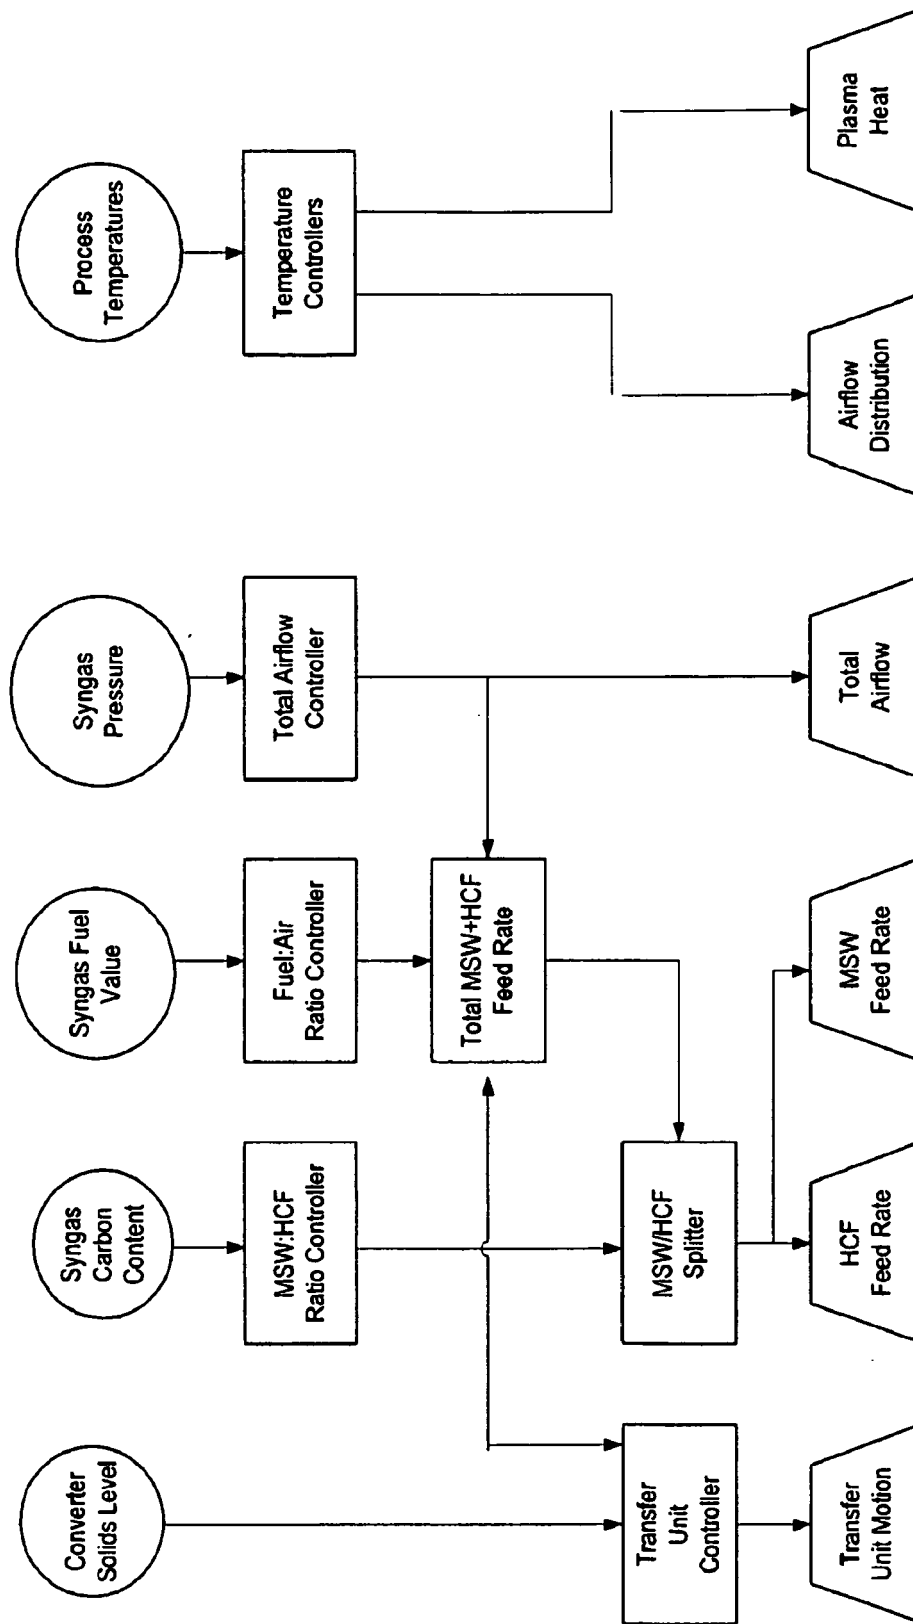 Converter
Solids Level
Syngas
Carbon
Content
Syngas Fuel
Value
Syngas
Pressure
Process
Temperatures
MSW:HCF
Ratio Controller
Fuel:Air
Ratio Controller
Total Airflow
Controller
Temperature
Controllers
Total MSW+HCF
Feed Rate
Transfer
Unit
Controller
MSW/HCF
Splitter
Transfer
Unit Motion
HCF
Feed Rate
MSW
Feed Rate
Total
Airflow
Airflow
Distribution
Plasma
Heat